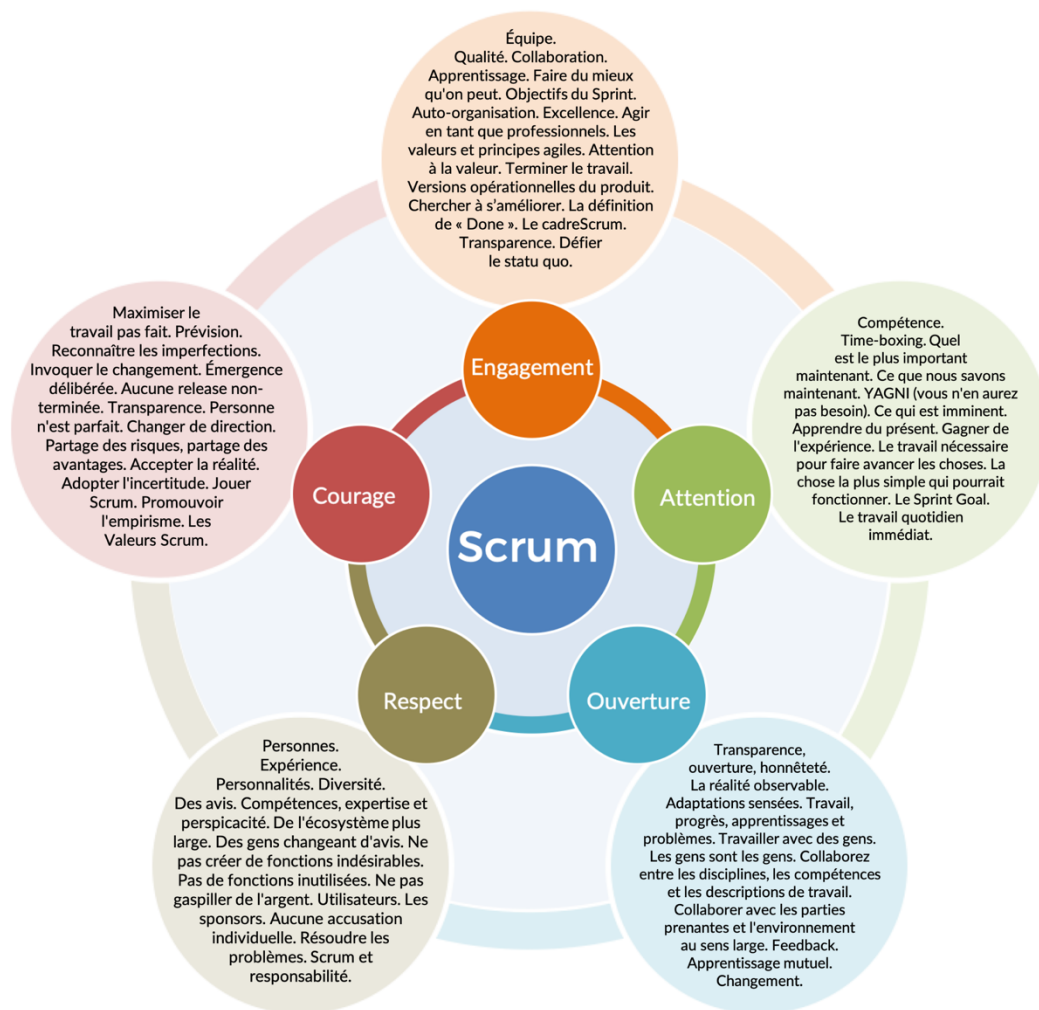 Équipe.
Qualité. Collaboration.
Apprentissage. Faire du mieux
qu'on peut. Objectifs du Sprint.
Auto-organisation. Excellence. Agir
en tant que professionnels. Les
valeurs et principes agiles. Attention
à la valeur. Terminer le travail.
Versions opérationnelles du produit.
Chercher à s’améliorer. La définition
de « Done ». Le cadreScrum.
Transparence. Défier
le statu quo.
Maximiser le
travail pas fait. Prévision.
Reconnaître les imperfections.
Invoquer le changement. Émergence
délibérée. Aucune release non-
terminée. Transparence. Personne
n'est parfait. Changer de direction.
Partage des risques, partage des
avantages. Accepter la réalité.
Adopter l'incertitude. Jouer
Scrum. Promouvoir
l'empirisme. Les
Valeurs Scrum.
Compétence.
Time-boxing. Quel
est le plus important
maintenant. Ce que nous savons
maintenant. YAGNI (vous n'en aurez
pas besoin). Ce qui est imminent.
Apprendre du présent. Gagner de
l'expérience. Le travail nécessaire
pour faire avancer les choses. La
chose la plus simple qui pourrait
fonctionner. Le Sprint Goal.
Le travail quotidien
immédiat.
Engagement
Courage
Attention
Scrum
Respect
Ouverture
Personnes.
Expérience.
Personnalités. Diversité.
Des avis. Compétences, expertise et
perspicacité. De l'écosystème plus
large. Des gens changeant d'avis. Ne
pas créer de fonctions indésirables.
Pas de fonctions inutilisées. Ne pas
gaspiller de l'argent. Utilisateurs. Les
sponsors. Aucune accusation
individuelle. Résoudre les
problèmes. Scrum et
responsabilité.
Transparence,
ouverture, honnêteté.
La réalité observable.
Adaptations sensées. Travail,
progrès, apprentissages et
problèmes. Travailler avec des gens.
Les gens sont les gens. Collaborez
entre les disciplines, les compétences
et les descriptions de travail.
Collaborer avec les parties
prenantes et l'environnement
au sens large. Feedback.
Apprentissage mutuel.
Changement.